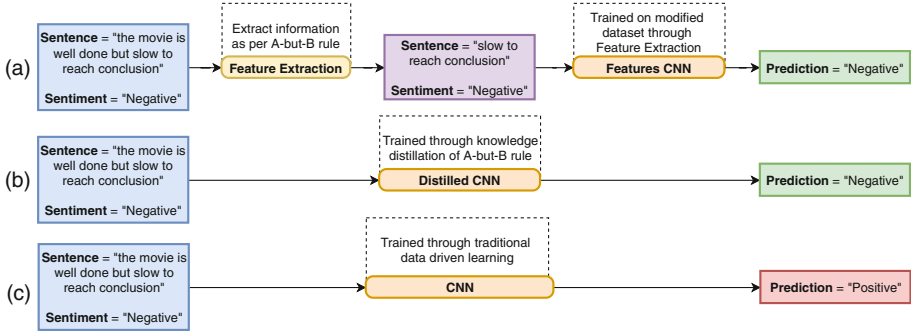 (a)
Sentence = "the movie is
well done but slow to
reach conclusion"
Sentiment = "Negative"
Extract information
as per A-but-B rule
Feature Extraction
Sentence = "slow to
reach conclusion"
Sentiment = "Negative"
Trained on modified
dataset through
Feature Extraction
Features CNN
Prediction = "Negative"
(b)
Sentence = "the movie is
well done but slow to
reach conclusion"
Sentiment = "Negative"
Trained through knowledge
distillation of A-but-B rule
Distilled CNN
Prediction = "Negative"
(c)
Sentence = "the movie is
well done but slow to
reach conclusion"
Sentiment = "Negative"
Trained through traditional
data driven learning
CNN
Prediction = "Positive"